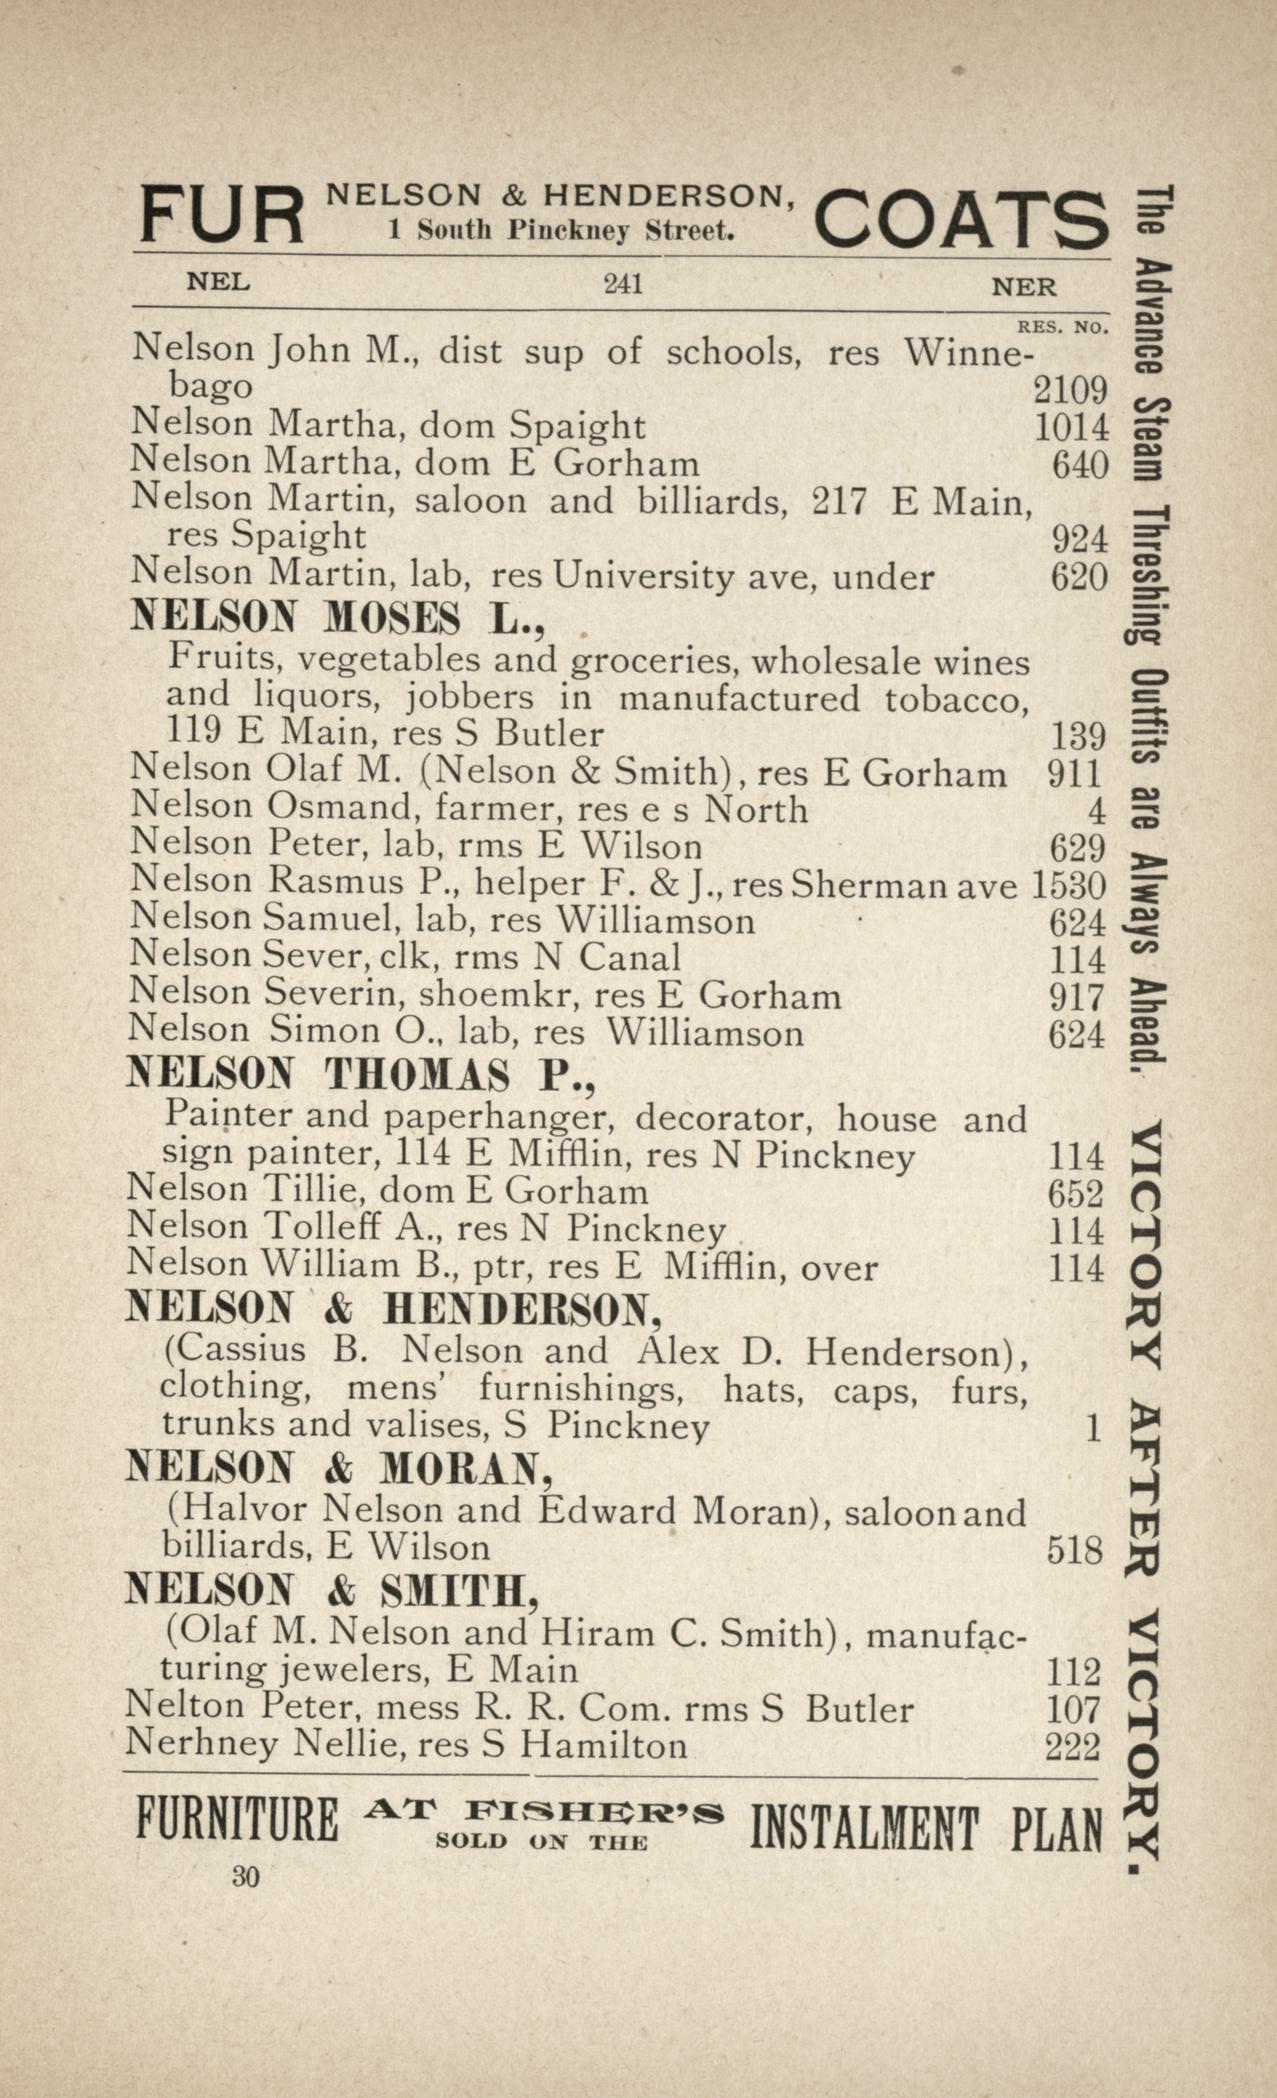 FUR NELSON & HENDERSON, COATS
1 South Pinckney Street.
NEL 241 NER
RES. NO.
Nelson John M., dist sup of schools, res Winne-
bago 2109
Nelson Martha, dom Spaight 1014
Nelson Martha, dom E Gorham 640
Nelson Martin, saloon and billiards, 217 E Main,
res Spaight 924
Nelson Martin, lab, res University ave, under 620
NELSON MOSES L.,
Fruits, vegetables and groceries, wholesale wines
and liquors, jobbers in manufactured tobacco,
119 E Main, res S Butler 139
Nelson Olaf M. (Nelson & Smith), res E Gorham 911
Nelson Osmand, farmer, res e s North 4
Nelson Peter, lab, rms E Wilson 629
Nelson Rasmus P., helper F. & J., res Sherman ave 1530
Nelson Samuel, lab, res Williamson 624
Nelson Sever, clk, rms N Canal 114
Nelson Severin, shoemkr, res E Gorham 917
Nelson Simon O., lab, res Williamson 624
NELSON THOMAS P.,
Painter and paperhanger, decorator, house and
sign painter, 114 E Mifflin, res N Pinckney 114
Nelson Tillie, dom E Gorham 652
Nelson Tolleff A., res N Pinckney 114
Nelson William B., ptr, res E Mifflin, over 114
NELSON & HENDERSON,
(Cassius B. Nelson and Alex D. Henderson),
clothing, mens' furnishings, hats, caps, furs,
trunks and valises, S Pinckney 1
NELSON & MORAN,
(Halvor Nelson and Edward Moran), saloon and
billiards, E Wilson 518
NELSON & SMITH,
(Olaf M. Nelson and Hiram C. Smith), manufac-
turing jewelers, E Main 112
Nelton Peter, mess R. R. Com. rms S Butler 107
Nerhney Nellie, res S Hamilton 222
FURNITURE AT FISHER'S INSTALMENT PLAN
SOLD ON THE
30
The Advance Steam Threshing Outfits are Always Ahead. VICTORY AFTER VICTORY.